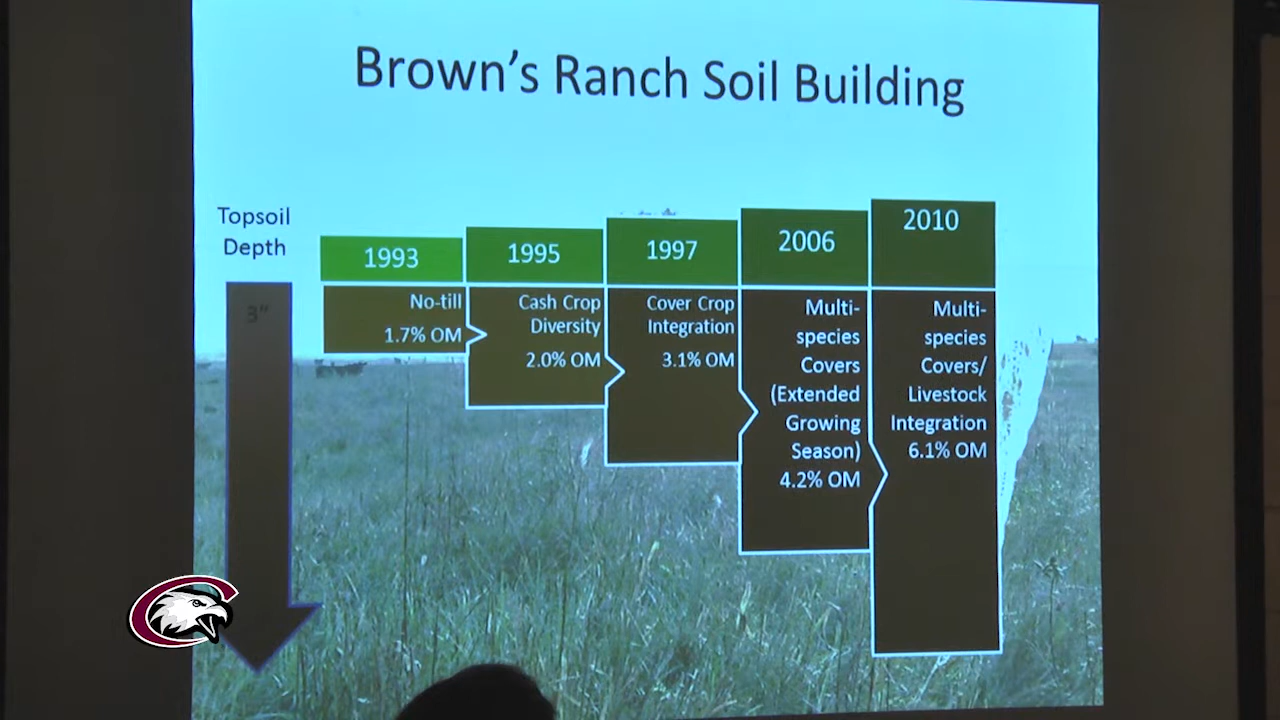 Brown's Ranch Soil Building
Topsoil
Depth
3"
1993
1995
1997
2006
2010
No-till
1.7% OM
Cash Crop
Diversity
2.0% OM
Cover Crop
Integration
3.1% OM
Multi-
species
Covers
(Extended
Growing
Season)
4.2% OM
Multi-
species
Covers/
Livestock
Integration
6.1% OM